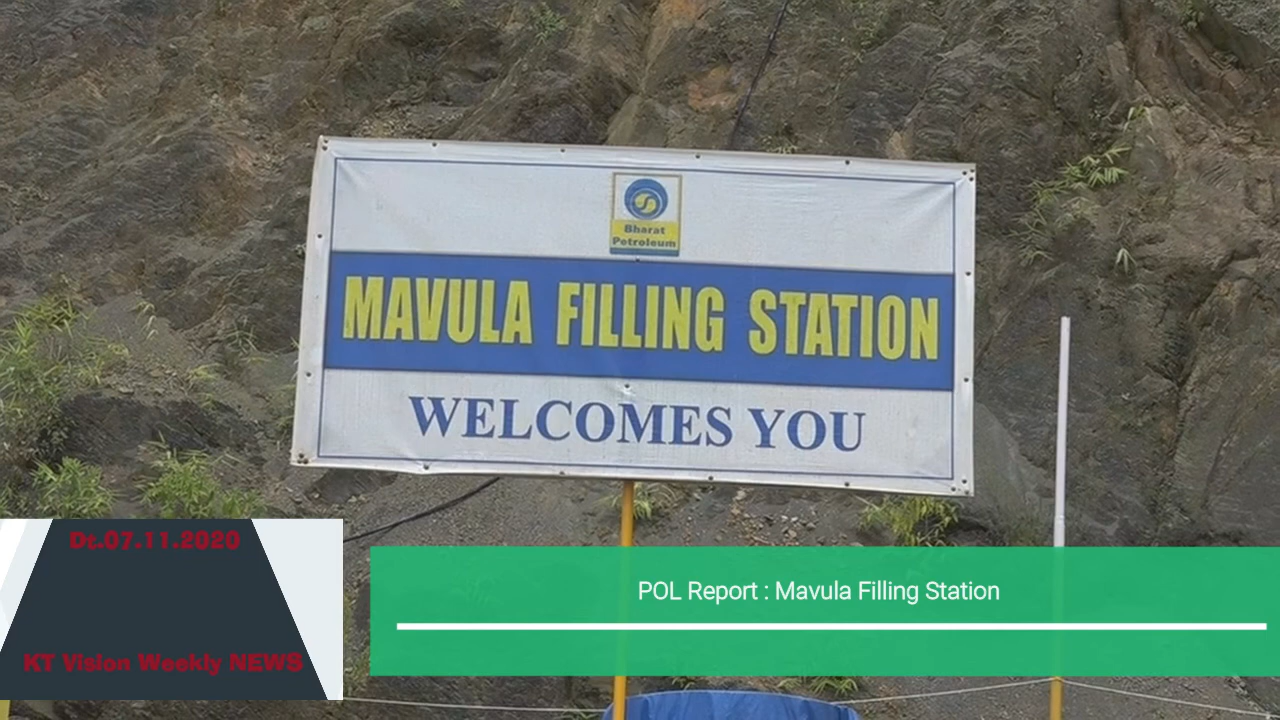 Bharat
Petroleum
MAVULA FILLING STATION
WELCOMES YOU
Dt.07.11.2020
KT Vision Weekly NEWS
POL Report : Mavula Filling Station